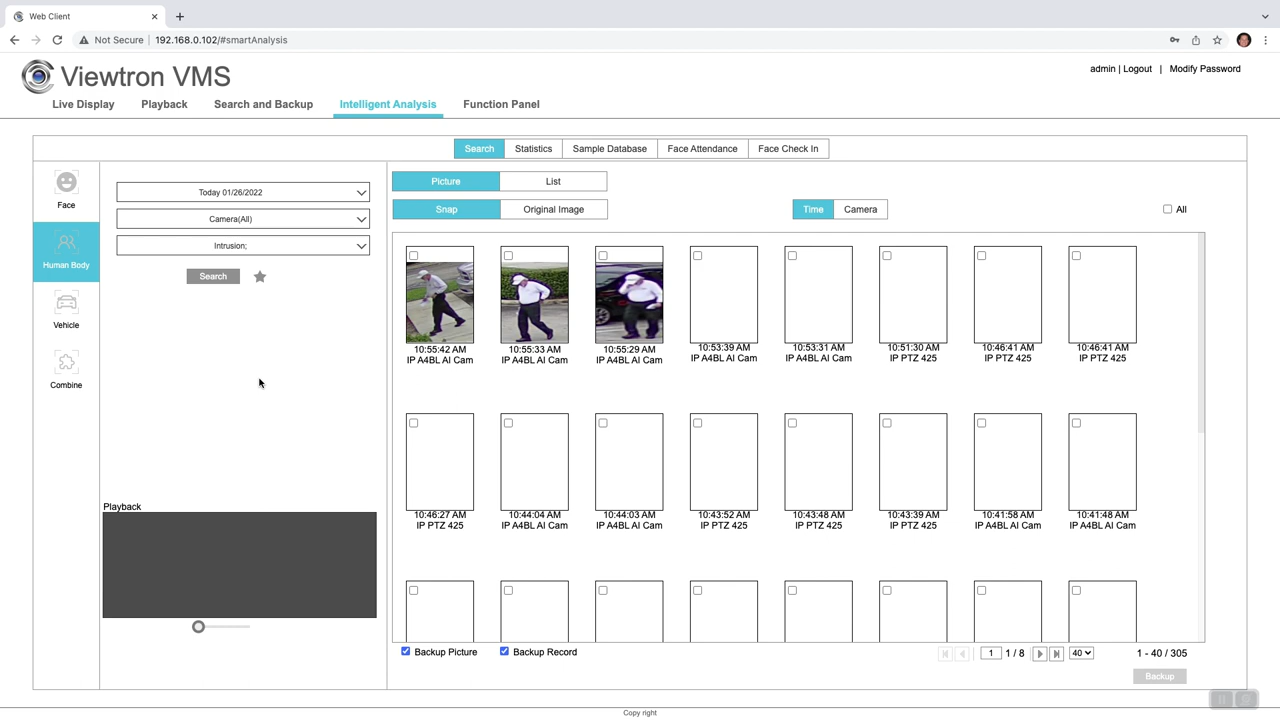 Web Client
Not Secure
192.168.0.102/#smartAnalysis
Viewtron VMS
admin | Logout | Modify Password
Live Display
Playback
Search and Backup
Intelligent Analysis
Function Panel
Search
Statistics
Sample Database
Face Attendance
Face Check In
Face
Human Body
Vehicle
Combine
Today 01/26/2022
Camera(All)
Intrusion;
Search
Playback
Picture
List
Snap
Original Image
Time
Camera
All
10:55:42 AM
IP A4BL AI Cam
10:55:33 AM
IP A4BL AI Cam
10:55:29 AM
IP A4BL AI Cam
10:53:39 AM
IP A4BL AI Cam
10:53:31 AM
IP A4BL AI Cam
10:51:30 AM
IP PTZ 425
10:46:41 AM
IP PTZ 425
10:46:41 AM
IP PTZ 425
10:46:27 AM
IP PTZ 425
10:44:04 AM
IP A4BL AI Cam
10:44:03 AM
IP A4BL AI Cam
10:43:52 AM
IP PTZ 425
10:43:48 AM
IP PTZ 425
10:43:39 AM
IP PTZ 425
10:41:58 AM
IP A4BL AI Cam
10:41:48 AM
IP A4BL AI Cam
Backup Picture
Backup Record
1
1 / 8
40
1 - 40 / 305
Backup
Copy right